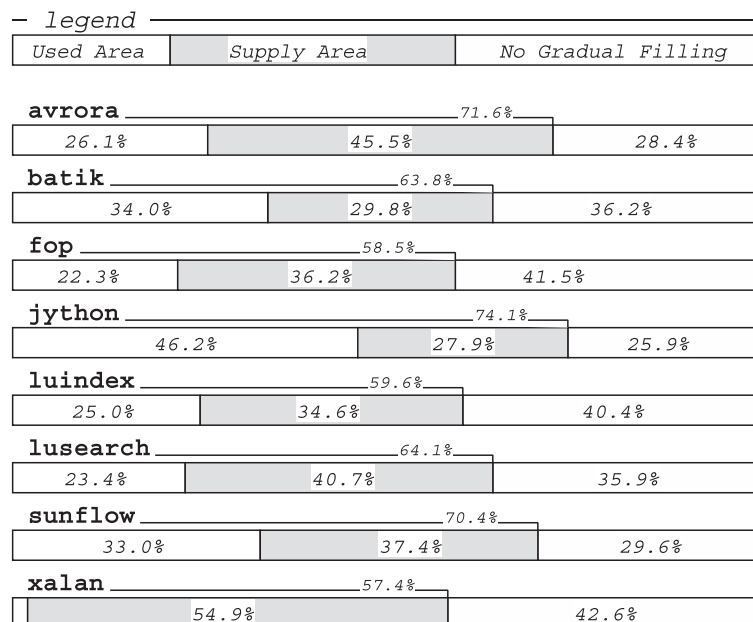 legend
Used Area Supply Area No Gradual Filling
avrora 71.6%
26.1% 45.5% 28.4%
batik 63.8%
34.0% 29.8% 36.2%
fop 58.5%
22.3% 36.2% 41.5%
jython 74.1%
46.2% 27.9% 25.9%
luindex 59.6%
25.0% 34.6% 40.4%
lusearch 64.1%
23.4% 40.7% 35.9%
sunflow 70.4%
33.0% 37.4% 29.6%
xalan 57.4%
54.9% 42.6%